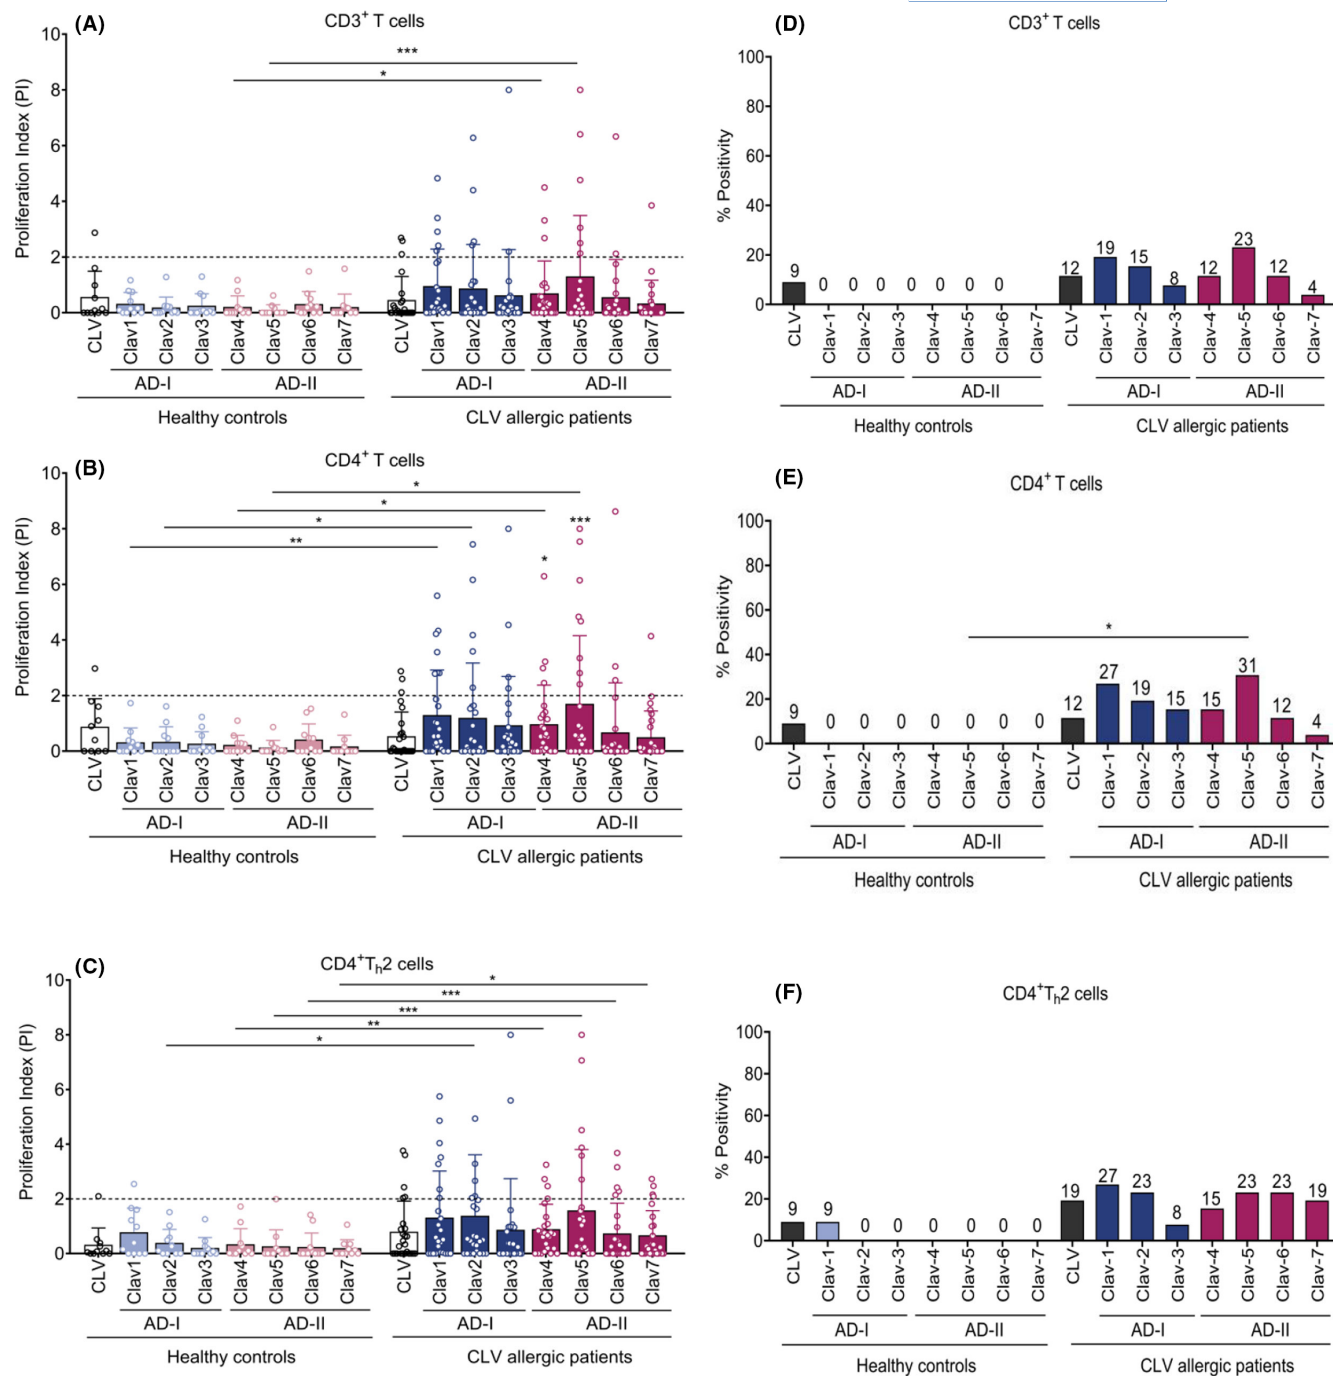 (A)
CD3+ T cells
Proliferation Index (PI)
10
8
6
4
2
0
***
*
CLV
Clav1
Clav2
Clav3
Clav4
Clav5
Clav6
Clav7
CLV
Clav1
Clav2
Clav3
Clav4
Clav5
Clav6
Clav7
AD-I
AD-II
AD-I
AD-II
Healthy controls
CLV allergic patients
(D)
CD3+ T cells
% Positivity
100
80
60
40
20
0
9 0 0 0 0 0 0 12 19 15 8 12 23 12 4
CLV
Clav-1
Clav-2
Clav-3
Clav-4
Clav-5
Clav-6
Clav-7
CLV
Clav-1
Clav-2
Clav-3
Clav-4
Clav-5
Clav-6
Clav-7
AD-I
AD-II
AD-I
AD-II
Healthy controls
CLV allergic patients
(B)
CD4+ T cells
Proliferation Index (PI)
10
8
6
4
2
0
*
*
*
**
***
*
CLV
Clav1
Clav2
Clav3
Clav4
Clav5
Clav6
Clav7
CLV
Clav1
Clav2
Clav3
Clav4
Clav5
Clav6
Clav7
AD-I
AD-II
AD-I
AD-II
Healthy controls
CLV allergic patients
(E)
CD4+ T cells
% Positivity
100
80
60
40
20
0
*
9 0 0 0 0 0 0 0 12 27 19 15 15 31 12 4
CLV
Clav-1
Clav-2
Clav-3
Clav-4
Clav-5
Clav-6
Clav-7
CLV
Clav-1
Clav-2
Clav-3
Clav-4
Clav-5
Clav-6
Clav-7
AD-I
AD-II
AD-I
AD-II
Healthy controls
CLV allergic patients
(C)
CD4+Th2 cells
Proliferation Index (PI)
10
8
6
4
2
0
*
***
***
**
*
CLV
Clav1
Clav2
Clav3
Clav4
Clav5
Clav6
Clav7
CLV
Clav1
Clav2
Clav3
Clav4
Clav5
Clav6
Clav7
AD-I
AD-II
AD-I
AD-II
Healthy controls
CLV allergic patients
(F)
CD4+Th2 cells
% Positivity
100
80
60
40
20
0
9 9 0 0 0 0 0 0 19 27 23 8 15 23 23 19
CLV
Clav-1
Clav-2
Clav-3
Clav-4
Clav-5
Clav-6
Clav-7
CLV
Clav-1
Clav-2
Clav-3
Clav-4
Clav-5
Clav-6
Clav-7
AD-I
AD-II
AD-I
AD-II
Healthy controls
CLV allergic patients